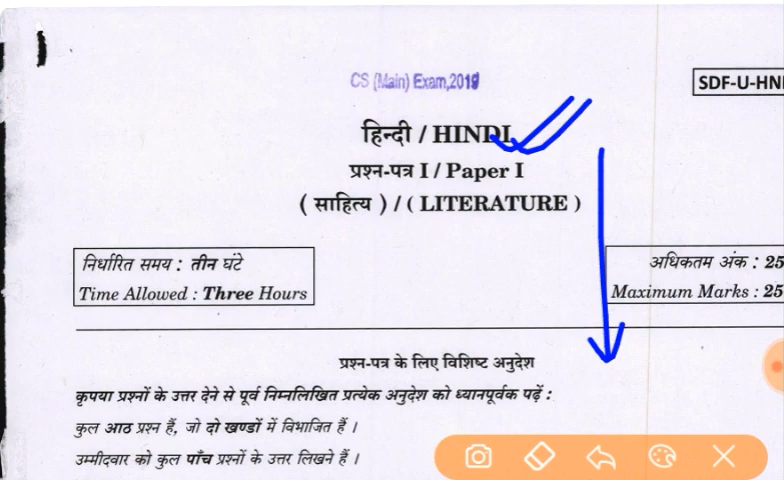 CS (Main) Exam,2019
SDF-U-HN
हिन्दी / HINDI
प्रश्न-पत्र I / Paper I
( साहित्य ) / ( LITERATURE )
निर्धारित समय : तीन घंटे
Time Allowed : Three Hours
अधिकतम अंक : 25
Maximum Marks : 25
प्रश्न-पत्र के लिए विशिष्ट अनुदेश
कृपया प्रश्नों के उत्तर देने से पूर्व निम्नलिखित प्रत्येक अनुदेश को ध्यानपूर्वक पढ़ें :
कुल आठ प्रश्न हैं, जो दो खण्डों में विभाजित हैं ।
उम्मीदवार को कुल पाँच प्रश्नों के उत्तर लिखने हैं ।